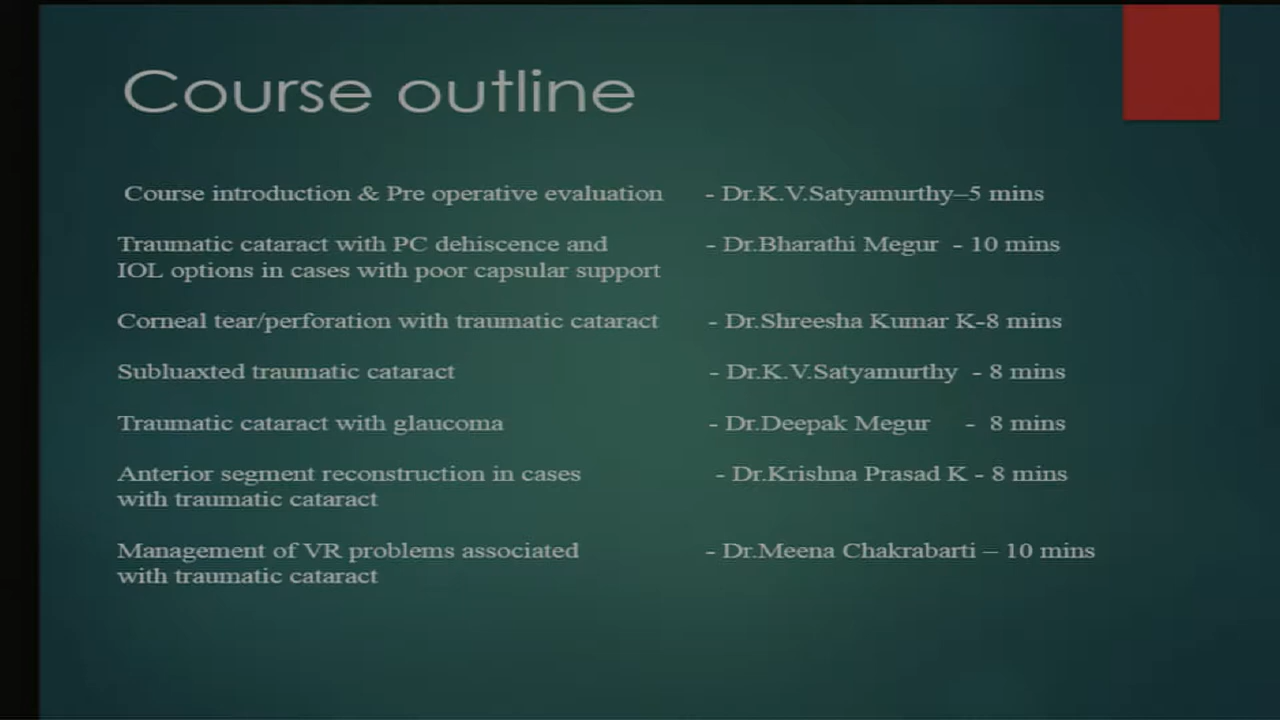 Course outline
Course introduction & Pre operative evaluation - Dr.K.V.Satyamurthy–5 mins
Traumatic cataract with PC dehiscence and - Dr.Bharathi Megur - 10 mins
IOL options in cases with poor capsular support
Corneal tear/perforation with traumatic cataract - Dr.Shreesha Kumar K-8 mins
Subluaxted traumatic cataract - Dr.K.V.Satyamurthy - 8 mins
Traumatic cataract with glaucoma - Dr.Deepak Megur - 8 mins
Anterior segment reconstruction in cases - Dr.Krishna Prasad K - 8 mins
with traumatic cataract
Management of VR problems associated - Dr.Meena Chakrabarti – 10 mins
with traumatic cataract